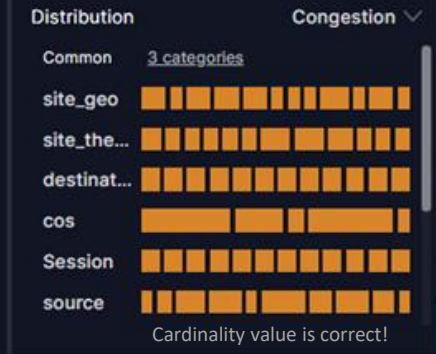 Distribution Congestion
Common 3 categories
site_geo
site_the...
destinat...
cos
Session
source
Cardinality value is correct!